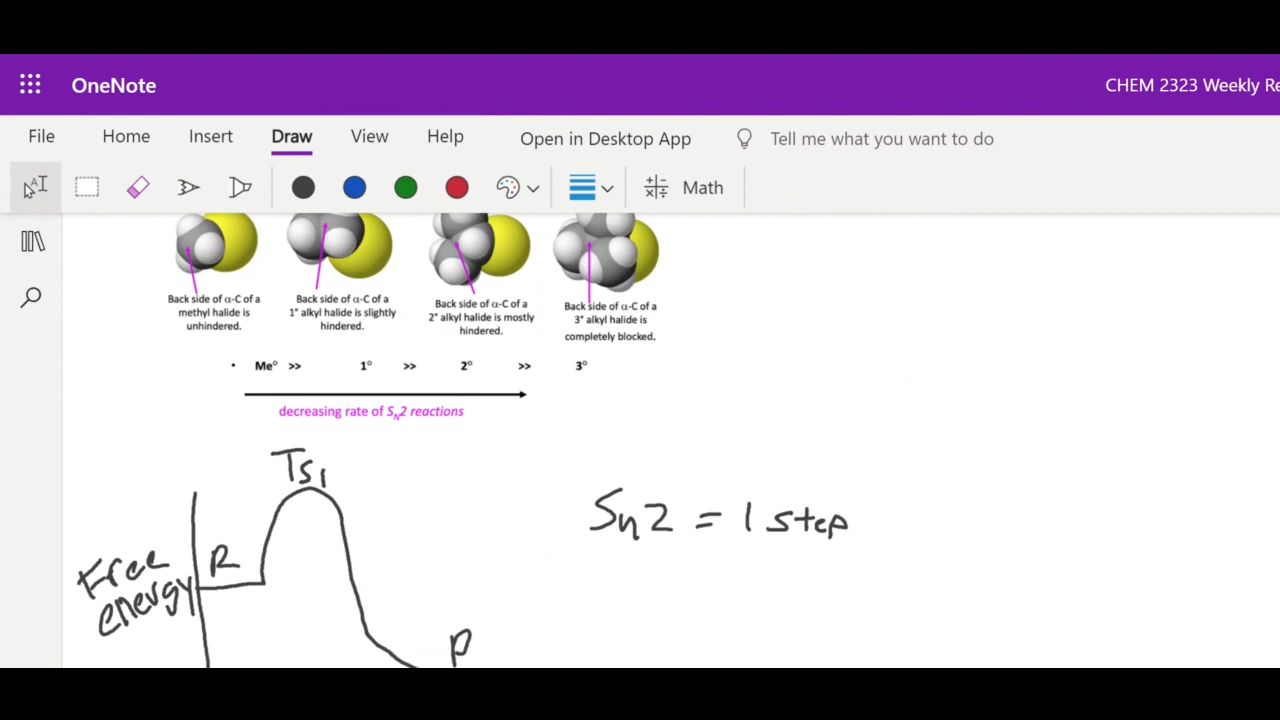 OneNote
CHEM 2323 Weekly Re
File Home Insert Draw View Help Open in Desktop App Tell me what you want to do
Math
Back side of α-C of a
methyl halide is
unhindered.
Back side of α-C of a
1° alkyl halide is slightly
hindered.
Back side of α-C of a
2° alkyl halide is mostly
hindered.
Back side of α-C of a
3° alkyl halide is
completely blocked.
• Me° >> 1° >> 2° >> 3°
decreasing rate of SN2 reactions
TS1
Sn2 = 1 step
Free
energy
R
P